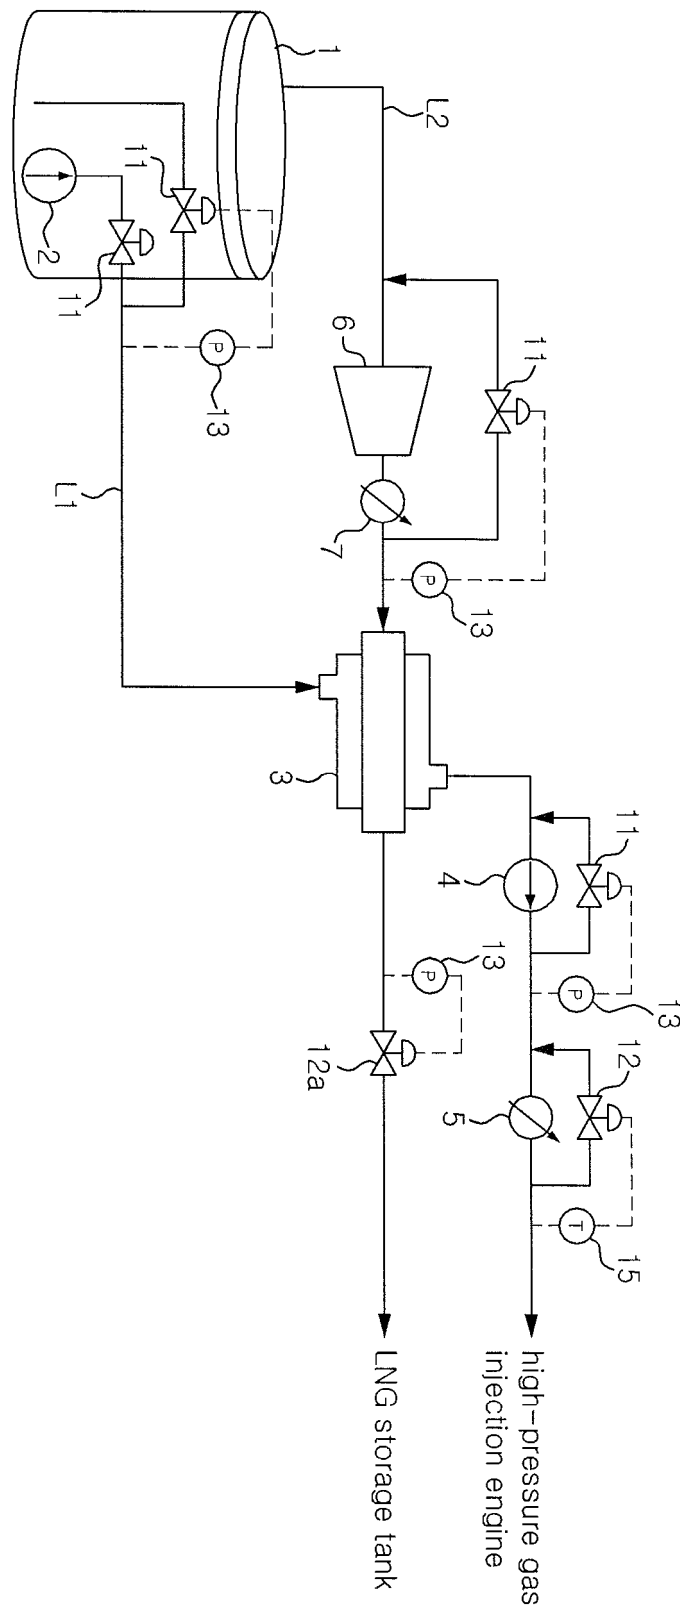 13
15
11
12
11
high-pressure gas
injection engine
13
13
5
4
L2
LNG storage tank
6
1
7
12a
3
13
11
11
L1
2
P
P
P
P
T